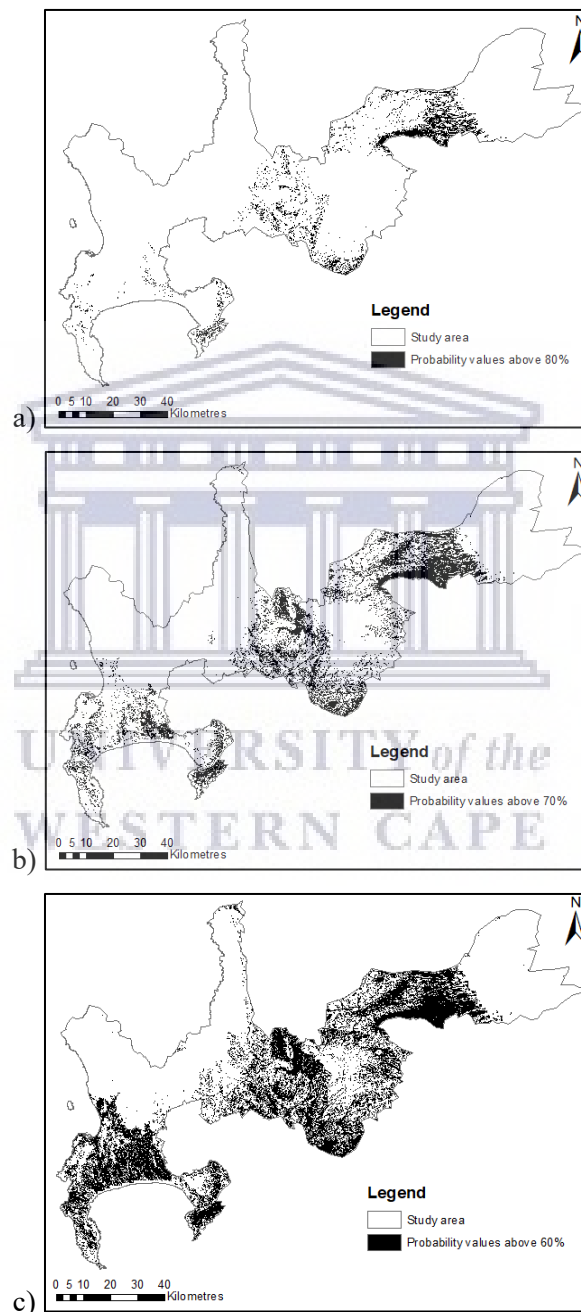 N
Legend
Study area
Probability values above 80%
0 5 10 20 30 40
Kilometres
a)
N
Legend
Study area
Probability values above 70%
0 5 10 20 30 40
Kilometres
b)
UNIVERSITY of the
WESTERN CAPE
N
Legend
Study area
Probability values above 60%
0 5 10 20 30 40
Kilometres
c)